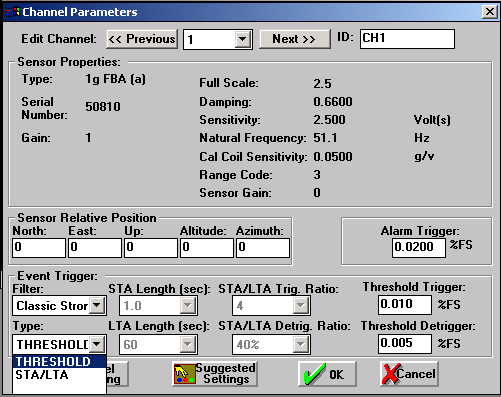 Channel Parameters
Edit Channel: << Previous 1 Next >> ID: CH1
Sensor Properties:
Type: 1g FBA (a) Full Scale: 2.5
Damping: 0.6600
Serial Number: 50810 Sensitivity: 2.500 Volt(s)
Gain: 1 Natural Frequency: 51.1 Hz
Cal Coil Sensitivity: 0.0500 g/v
Range Code: 3
Sensor Gain: 0
Sensor Relative Position
North: East: Up: Altitude: Azimuth: Alarm Trigger:
0 0 0 0 0 0.0200 %FS
Event Trigger:
Filter: STA Length (sec): STA/LTA Trig. Ratio: Threshold Trigger:
Classic Stror 1.0 4 0.010 %FS
Type: LTA Length (sec): STA/LTA Detrig. Ratio: Threshold Detrigger:
THRESHOLD 60 40% 0.005 %FS
THRESHOLD
STA/LTA
Suggested Settings OK Cancel